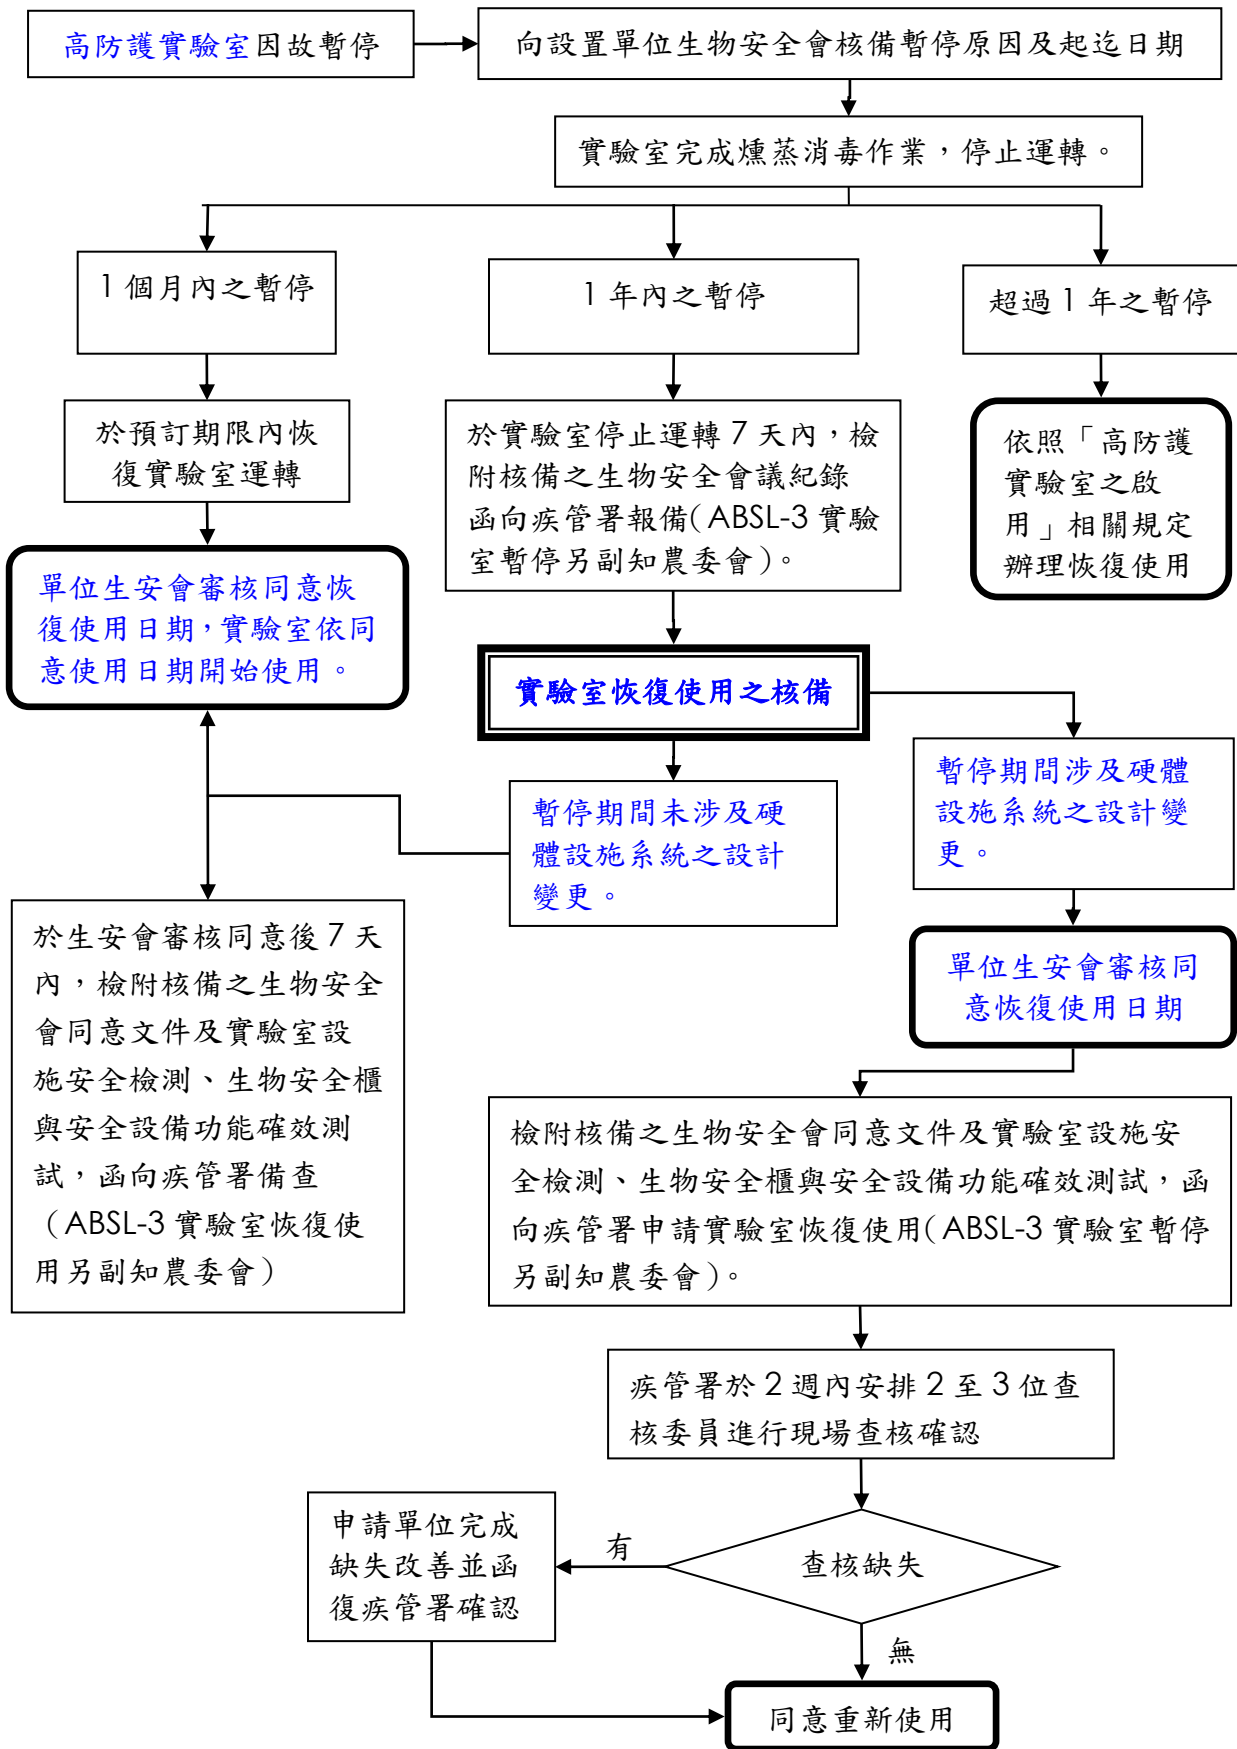 高防護實驗室因故暫停
向設置單位生物安全會核備暫停原因及起迄日期
實驗室完成燻蒸消毒作業，停止運轉。
1 個月內之暫停
1 年內之暫停
超過 1 年之暫停
於預訂期限內恢
復實驗室運轉
於實驗室停止運轉 7 天內，檢
附核備之生物安全會議紀錄
函向疾管署報備(ABSL-3 實驗
室暫停另副知農委會)。
依照「高防護
實驗室之啟
用」相關規定
辦理恢復使用
單位生安會審核同意恢
復使用日期，實驗室依同
意使用日期開始使用。
實驗室恢復使用之核備
暫停期間未涉及硬
體設施系統之設計
變更。
暫停期間涉及硬體
設施系統之設計變
更。
於生安會審核同意後 7 天
內，檢附核備之生物安全
會同意文件及實驗室設
施安全檢測、生物安全櫃
與安全設備功能確效測
試，函向疾管署備查
（ABSL-3 實驗室恢復使
用另副知農委會）
單位生安會審核同
意恢復使用日期
檢附核備之生物安全會同意文件及實驗室設施安
全檢測、生物安全櫃與安全設備功能確效測試，函
向疾管署申請實驗室恢復使用(ABSL-3 實驗室暫停
另副知農委會)。
疾管署於 2 週內安排 2 至 3 位查
核委員進行現場查核確認
申請單位完成
缺失改善並函
復疾管署確認
有
查核缺失
無
同意重新使用